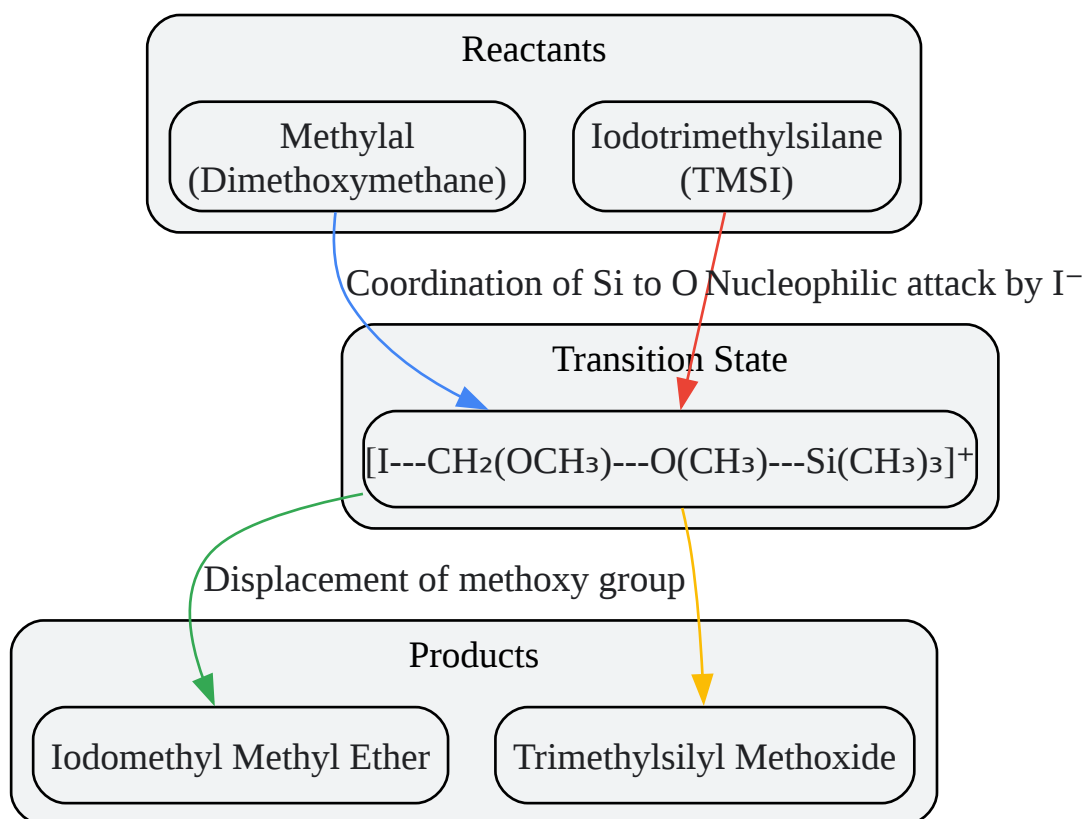 Reactants
Methylal
(Dimethoxymethane)
Iodotrimethylsilane
(TMSI)
Coordination of Si to O
Nucleophilic attack by I⁻
Transition State
[I---CH₂(OCH₃)---O(CH₃)---Si(CH₃)₃]⁺
Displacement of methoxy group
Products
Iodomethyl Methyl Ether
Trimethylsilyl Methoxide